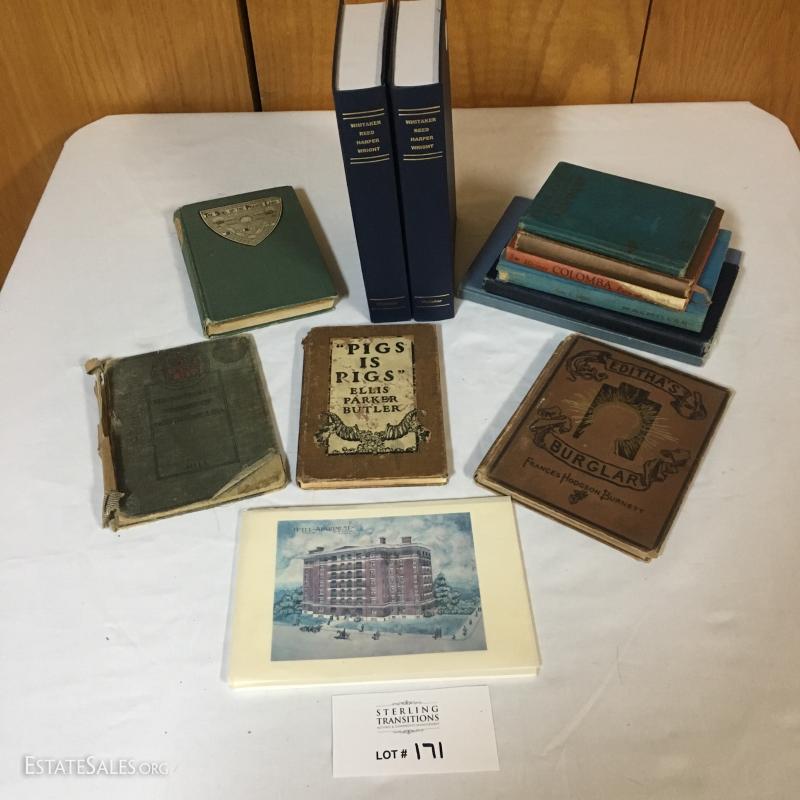 WHITAKER
REED
HARPER
WRIGHT
WHITAKER
REED
HARPER
WRIGHT
COLOMBA
MACMILLAN
"PIGS
IS
PIGS"
ELLIS
PARKER
BUTLER
EDITHA'S
BURGLAR
FRANCES HODGSON BURNETT
STERLING
TRANSITIONS
LOT # 171
ESTATESALES.ORG